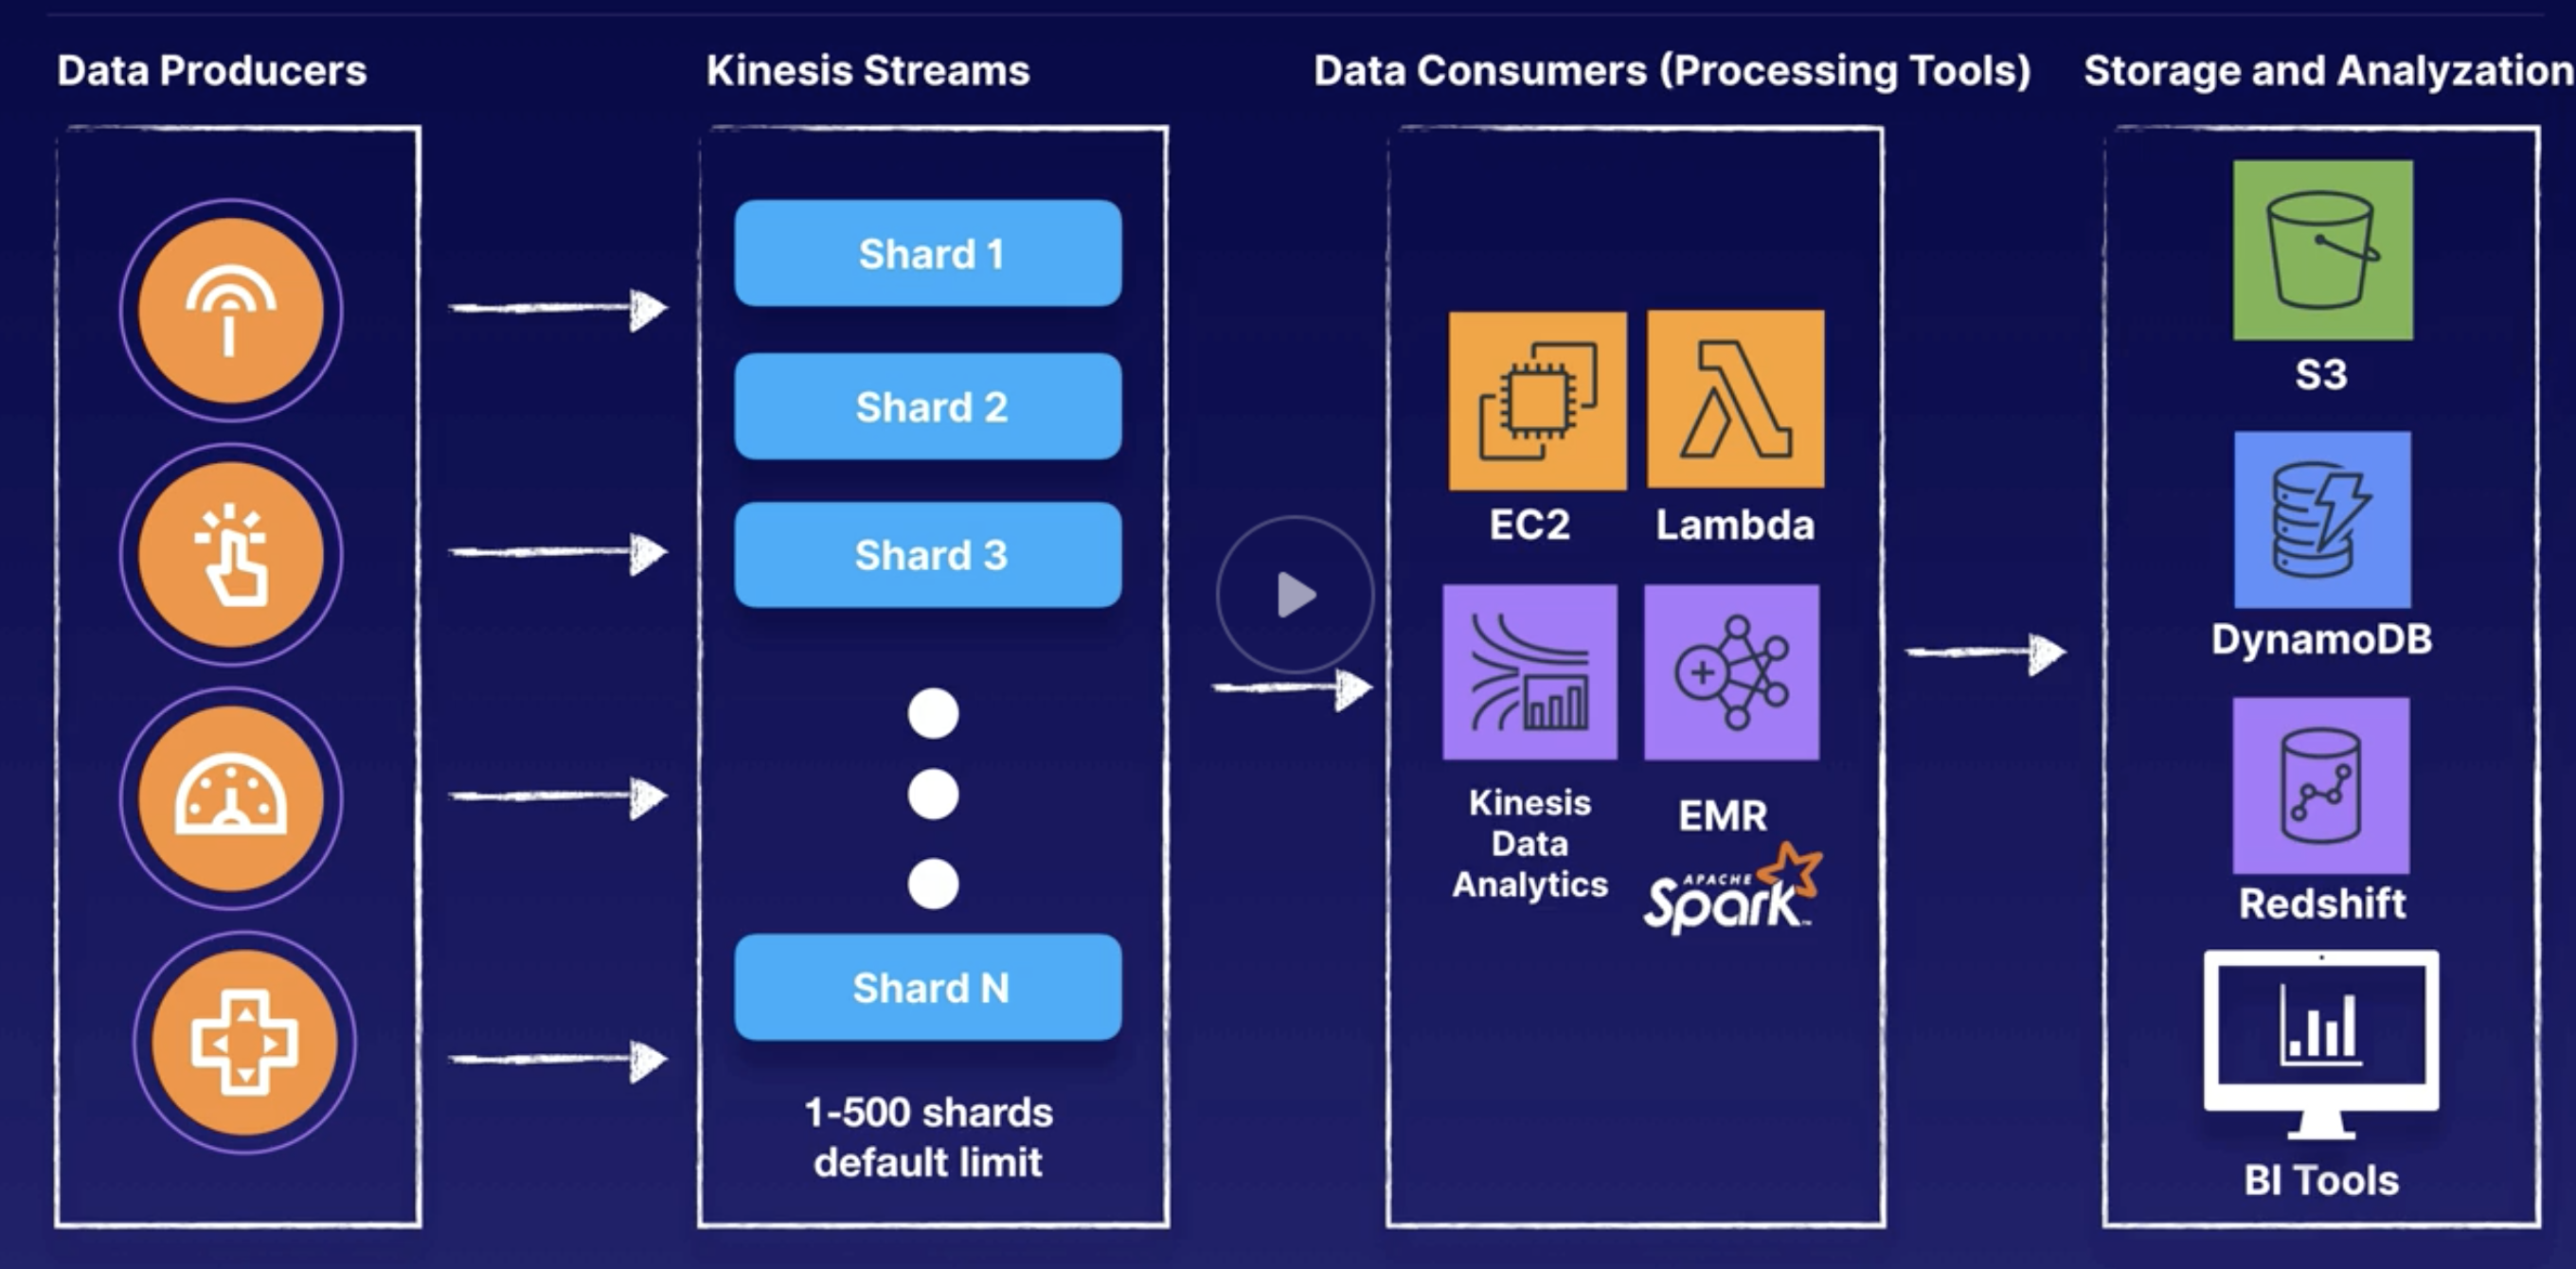 Data Producers
Kinesis Streams
Shard 1
Shard 2
Shard 3
Shard N
1-500 shards
default limit
Data Consumers (Processing Tools)
EC2
Lambda
Kinesis
Data
Analytics
EMR
APACHE
Spark™
Storage and Analyzation
S3
DynamoDB
Redshift
BI Tools